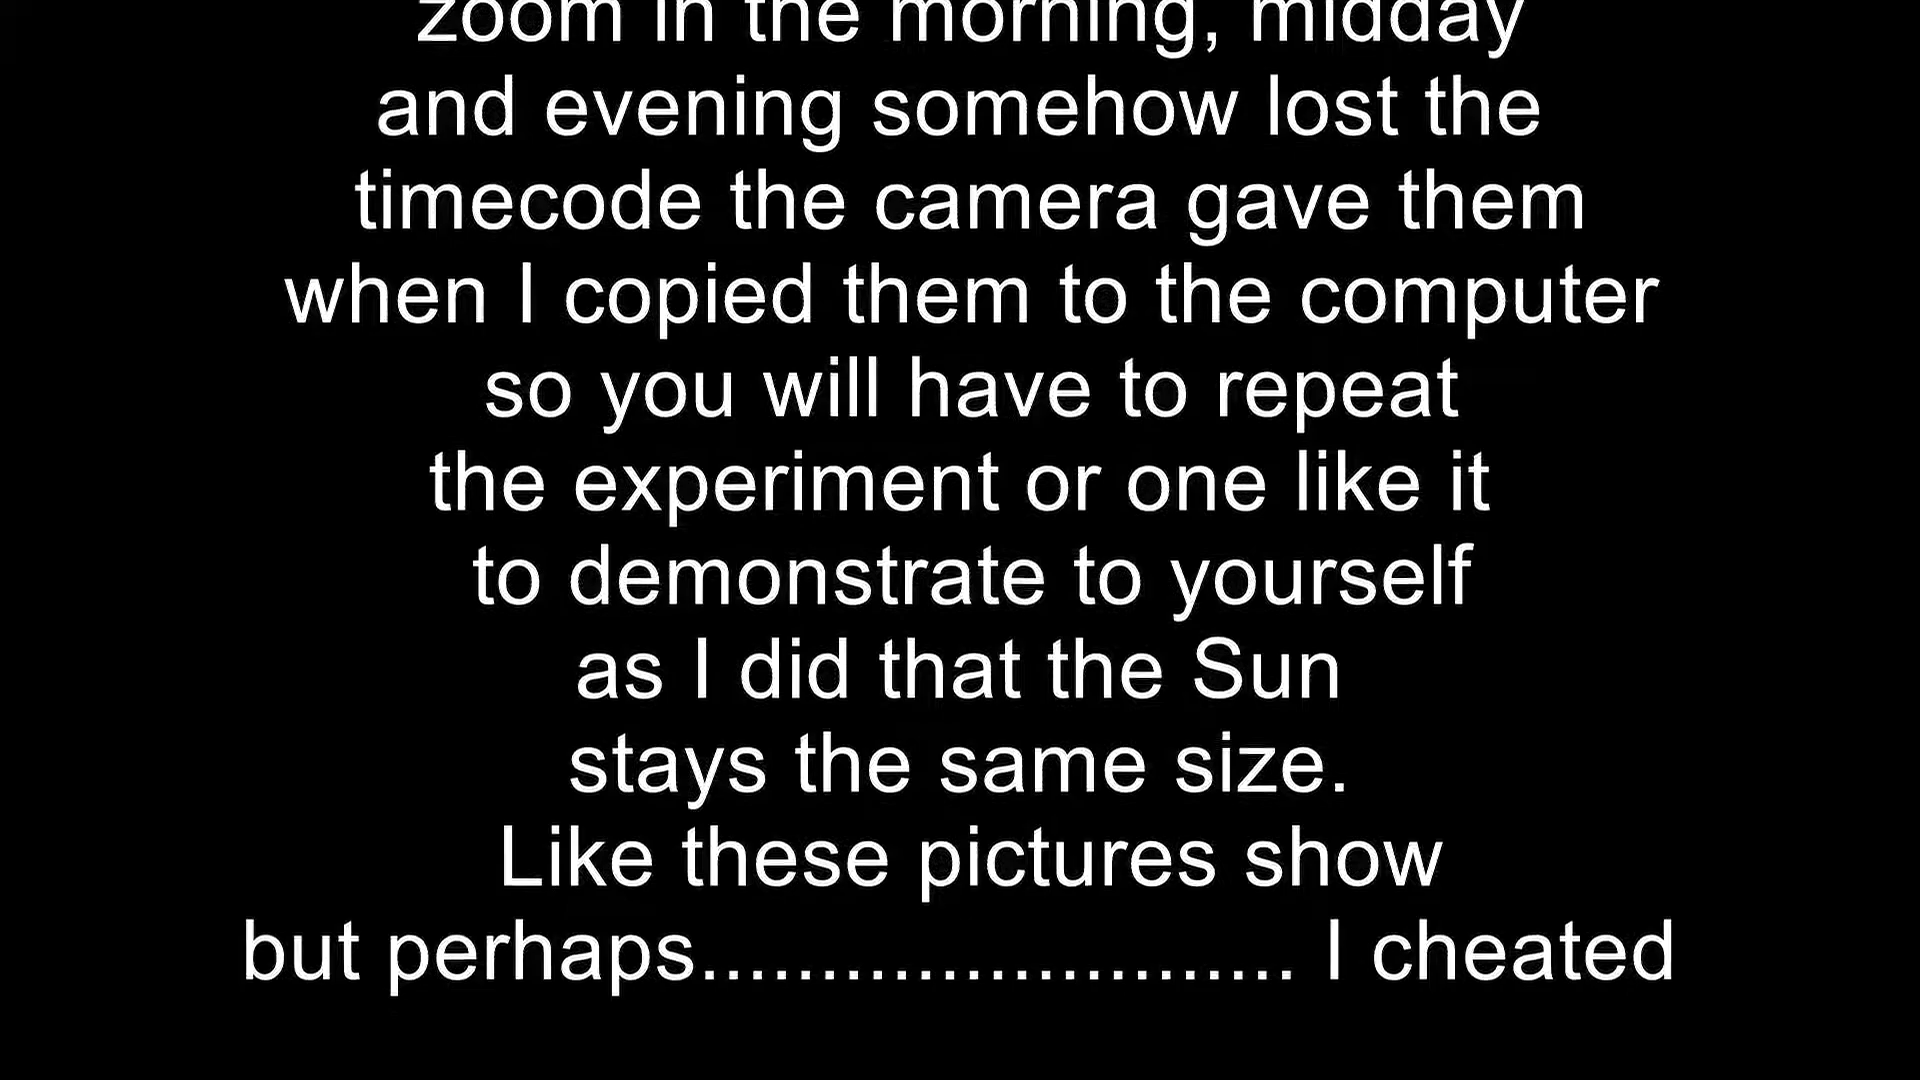 zoom in the morning, midday
and evening somehow lost the
timecode the camera gave them
when I copied them to the computer
so you will have to repeat
the experiment or one like it
to demonstrate to yourself
as I did that the Sun
stays the same size.
Like these pictures show
but perhaps......................... I cheated